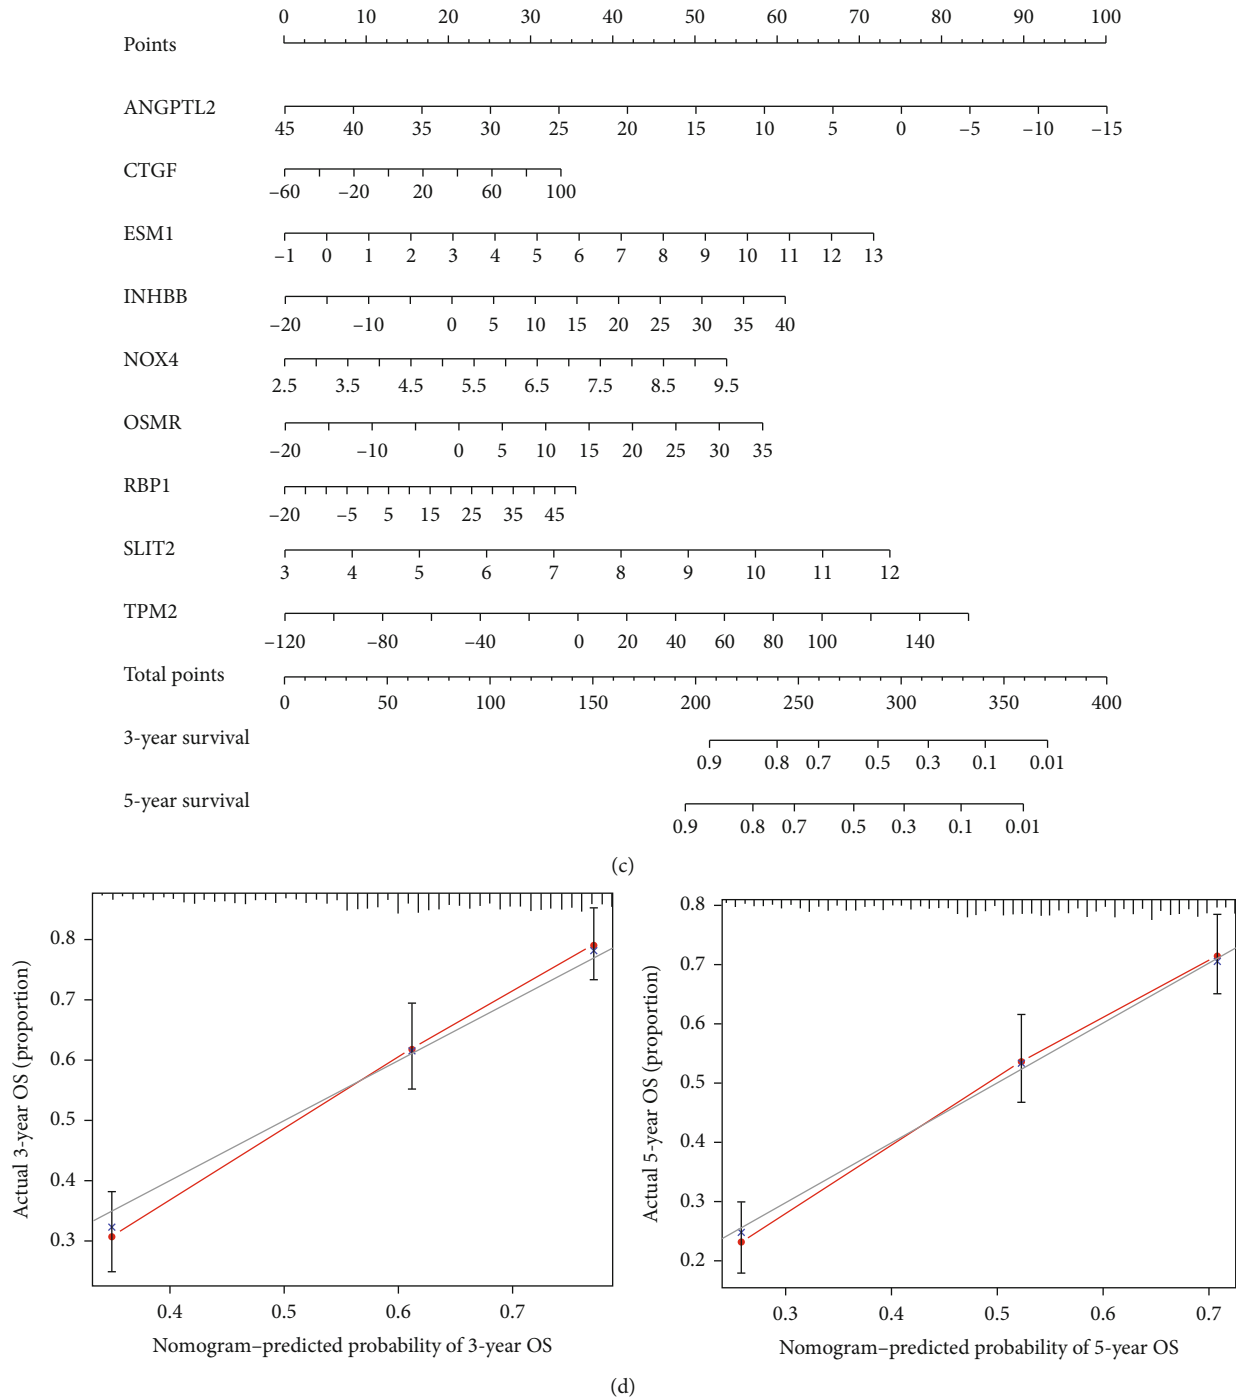 0 10 20 30 40 50 60 70 80 90 100
Points
ANGPTL2
45 40 35 30 25 20 15 10 5 0 –5 –10 –15
CTGF
–60 –20 20 60 100
ESM1
–1 0 1 2 3 4 5 6 7 8 9 10 11 12 13
INHBB
–20 –10 0 5 10 15 20 25 30 35 40
NOX4
2.5 3.5 4.5 5.5 6.5 7.5 8.5 9.5
OSMR
–20 –10 0 5 10 15 20 25 30 35
RBP1
–20 –5 5 15 25 35 45
SLIT2
3 4 5 6 7 8 9 10 11 12
TPM2
–120 –80 –40 0 20 40 60 80 100 140
Total points
0 50 100 150 200 250 300 350 400
3-year survival
0.9 0.8 0.7 0.5 0.3 0.1 0.01
5-year survival
0.9 0.8 0.7 0.5 0.3 0.1 0.01
(c)
Actual 3-year OS (proportion)
0.8
0.7
0.6
0.5
0.4
0.3
0.4 0.5 0.6 0.7
Nomogram–predicted probability of 3-year OS
Actual 5-year OS (proportion)
0.8
0.7
0.6
0.5
0.4
0.3
0.2
0.3 0.4 0.5 0.6 0.7
Nomogram–predicted probability of 5-year OS
(d)